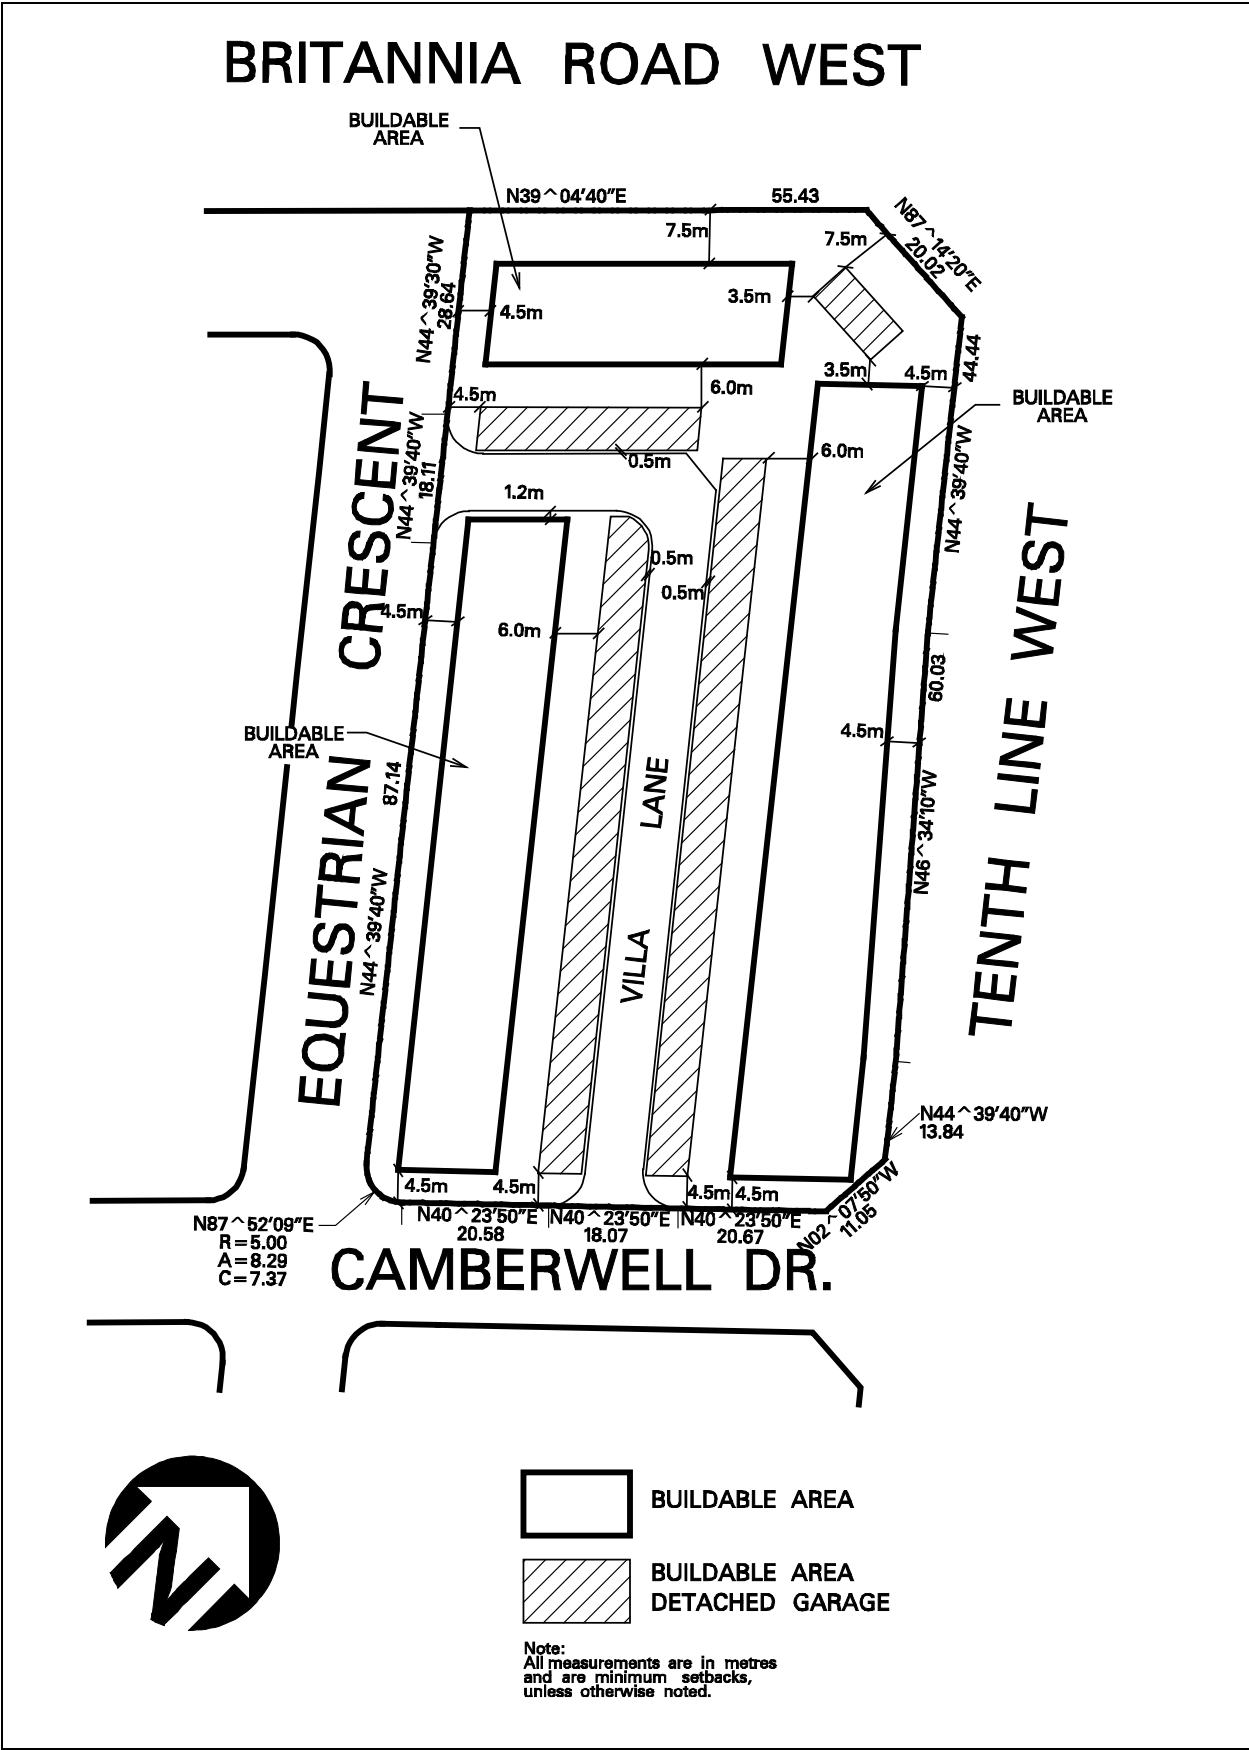 BRITANNIA ROAD WEST
BUILDABLE
AREA
N39^04'40"E
55.43
7.5m
7.5m
N87^14'20"E
20.02
N44^39'30"W
28.64
3.5m
4.5m
44.44
3.5m
4.5m
4.5m
6.0m
BUILDABLE
AREA
N44^39'40"W
18.11
6.0m
0.5m
N44^39'40"W
1.2m
CRESCENT
0.5m
0.5m
4.5m
6.0m
TENTH LINE WEST
60.03
BUILDABLE
AREA
4.5m
EQUESTRIAN
87.14
VILLA LANE
N46^34'10"W
N44^39'40"W
N44^39'40"W
13.84
4.5m
4.5m
4.5m
4.5m
N02^07'50"W
11.05
N87^52'09"E
R=5.00
A=8.29
C=7.37
N40^23'50"E
20.58
N40^23'50"E
18.07
N40^23'50"E
20.67
CAMBERWELL DR.
N
BUILDABLE AREA
BUILDABLE AREA
DETACHED GARAGE
Note:
All measurements are in metres
and are minimum setbacks,
unless otherwise noted.